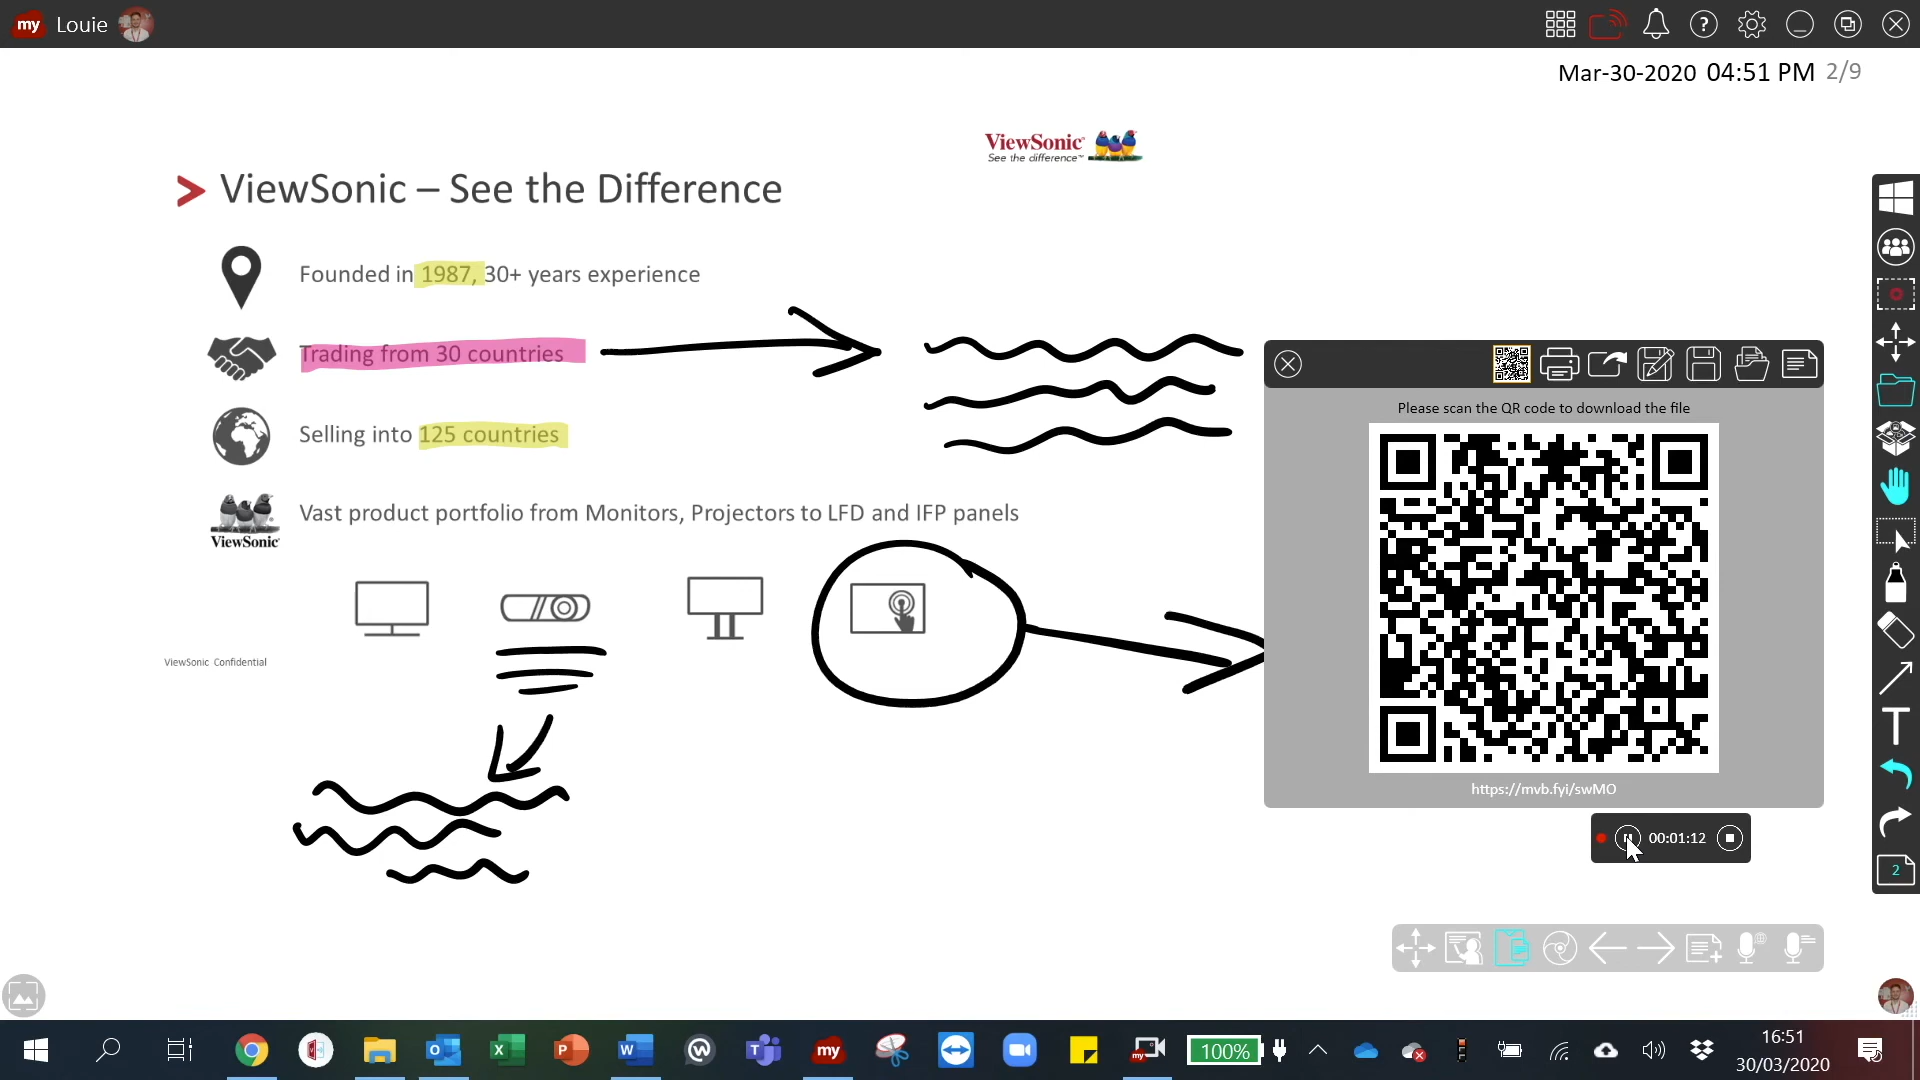 my Louie
Mar-30-2020 04:51 PM 2/9
ViewSonic
See the difference™
ViewSonic – See the Difference
Founded in 1987, 30+ years experience
Trading from 30 countries
Selling into 125 countries
Vast product portfolio from Monitors, Projectors to LFD and IFP panels
ViewSonic
ViewSonic Confidential
Please scan the QR code to download the file
https://mvb.fyi/swMO
00:01:12
T
2
my
my
100%
16:51
30/03/2020